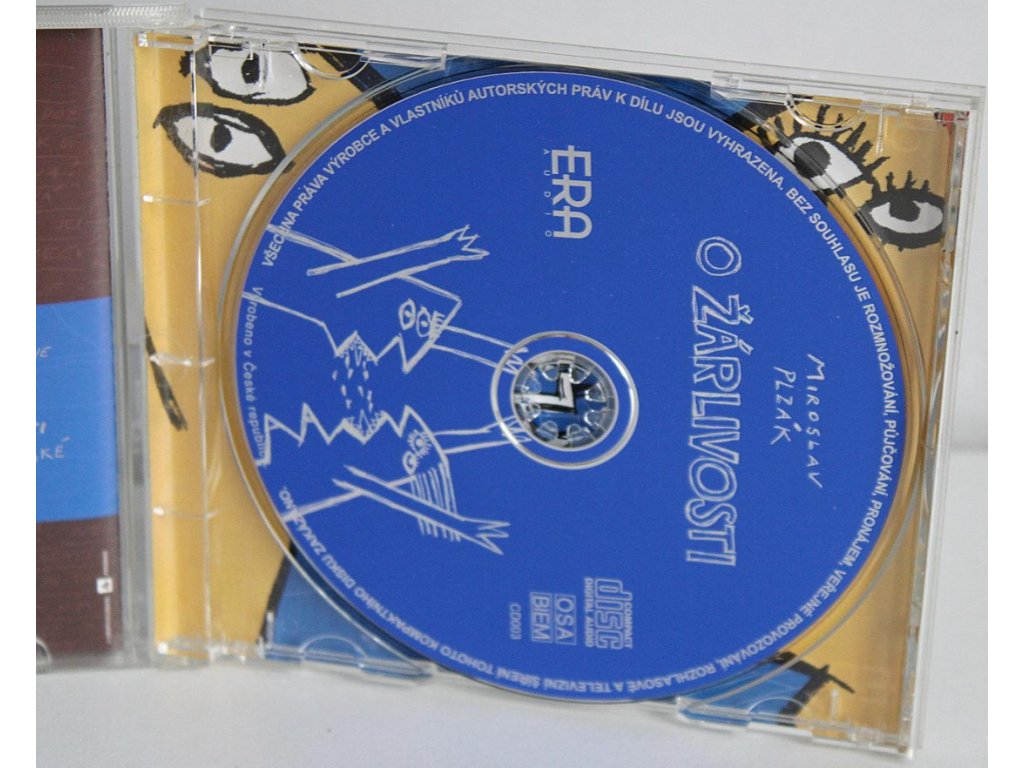 ERA
AUDIO
O ŽÁRLIVOSTI
MIROSLAV
PLZÁK
COMPACT
disc
DIGITAL AUDIO
OSA
BIEM
CD003
VŠECHNA PRÁVA VÝROBCE A VLASTNÍKŮ AUTORSKÝCH PRÁV K DÍLU JSOU VYHRAZENA. BEZ SOUHLASU JE ROZMNOŽOVÁNÍ, PŮJČOVÁNÍ, PRONÁJEM, VEŘEJNÉ PROVOZOVÁNÍ, ROZHLASOVÉ A TELEVIZNÍ ŠÍŘENÍ TOHOTO KOMPAKTNÍHO DISKU ZAKÁZÁNO.
Vyrobeno v České republice